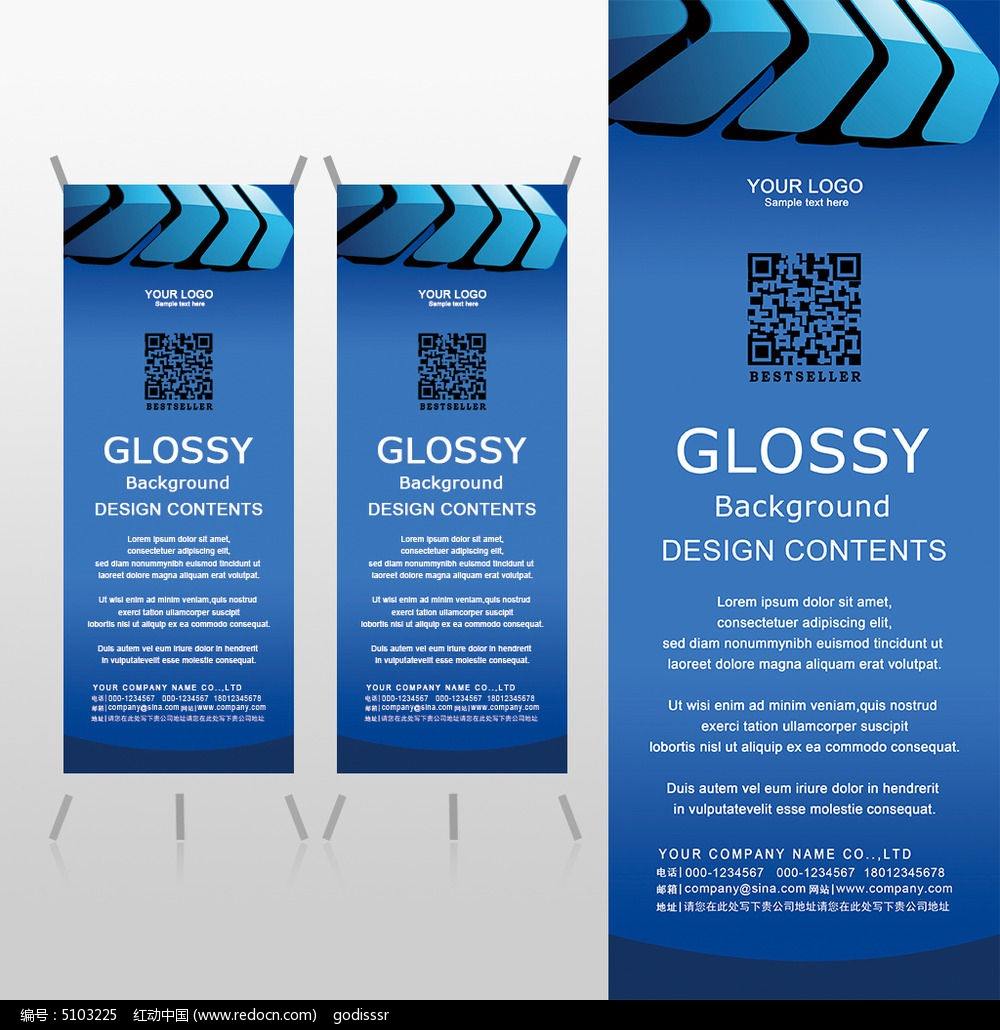 YOUR LOGO
Sample text here
BESTSELLER
GLOSSY
Background
DESIGN CONTENTS
Lorem ipsum dolor sit amet,
consectetuer adipiscing elit,
sed diam nonummynibh euismod tincidunt ut
laoreet dolore magna aliquam erat volutpat.
Ut wisi enim ad minim veniam,quis nostrud
exerci tation ullamcorper suscipit
lobortis nisl ut aliquip ex ea commodo consequat.
Duis autem vel eum iriure dolor in hendrerit
in vulputatevelit esse molestie consequat.
YOUR COMPANY NAME CO..,LTD
电话|000-1234567 000-1234567 18012345678
邮箱|company@sina.com 网站|www.company.com
地址|请您在此处写下贵公司地址请您在此处写下贵公司地址
YOUR LOGO
Sample text here
BESTSELLER
GLOSSY
Background
DESIGN CONTENTS
Lorem ipsum dolor sit amet,
consectetuer adipiscing elit,
sed diam nonummynibh euismod tincidunt ut
laoreet dolore magna aliquam erat volutpat.
Ut wisi enim ad minim veniam,quis nostrud
exerci tation ullamcorper suscipit
lobortis nisl ut aliquip ex ea commodo consequat.
Duis autem vel eum iriure dolor in hendrerit
in vulputatevelit esse molestie consequat.
YOUR COMPANY NAME CO..,LTD
电话|000-1234567 000-1234567 18012345678
邮箱|company@sina.com 网站|www.company.com
地址|请您在此处写下贵公司地址请您在此处写下贵公司地址
YOUR LOGO
Sample text here
BESTSELLER
GLOSSY
Background
DESIGN CONTENTS
Lorem ipsum dolor sit amet,
consectetuer adipiscing elit,
sed diam nonummynibh euismod tincidunt ut
laoreet dolore magna aliquam erat volutpat.
Ut wisi enim ad minim veniam,quis nostrud
exerci tation ullamcorper suscipit
lobortis nisl ut aliquip ex ea commodo consequat.
Duis autem vel eum iriure dolor in hendrerit
in vulputatevelit esse molestie consequat.
YOUR COMPANY NAME CO..,LTD
电话|000-1234567 000-1234567 18012345678
邮箱|company@sina.com 网站|www.company.com
地址|请您在此处写下贵公司地址请您在此处写下贵公司地址
编号：5103225 红动中国 (www.redocn.com) godisssr